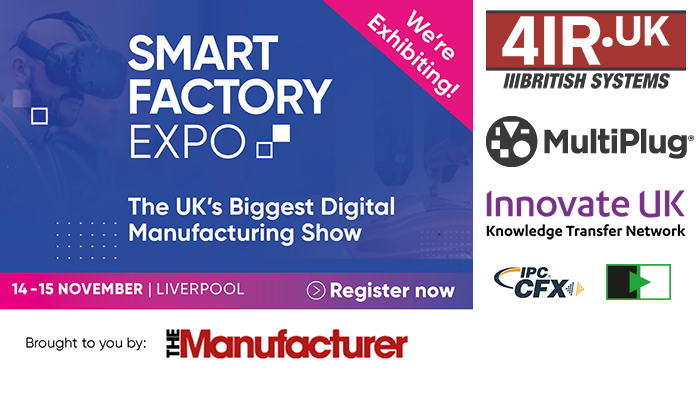 SMART
FACTORY
EXPO
We're
Exhibiting!
The UK's Biggest Digital
Manufacturing Show
14-15 NOVEMBER | LIVERPOOL
Register now
Brought to you by:
THE Manufacturer
4IR.UK
BRITISH SYSTEMS
MultiPlug®
Innovate UK
Knowledge Transfer Network
IPC
CFX